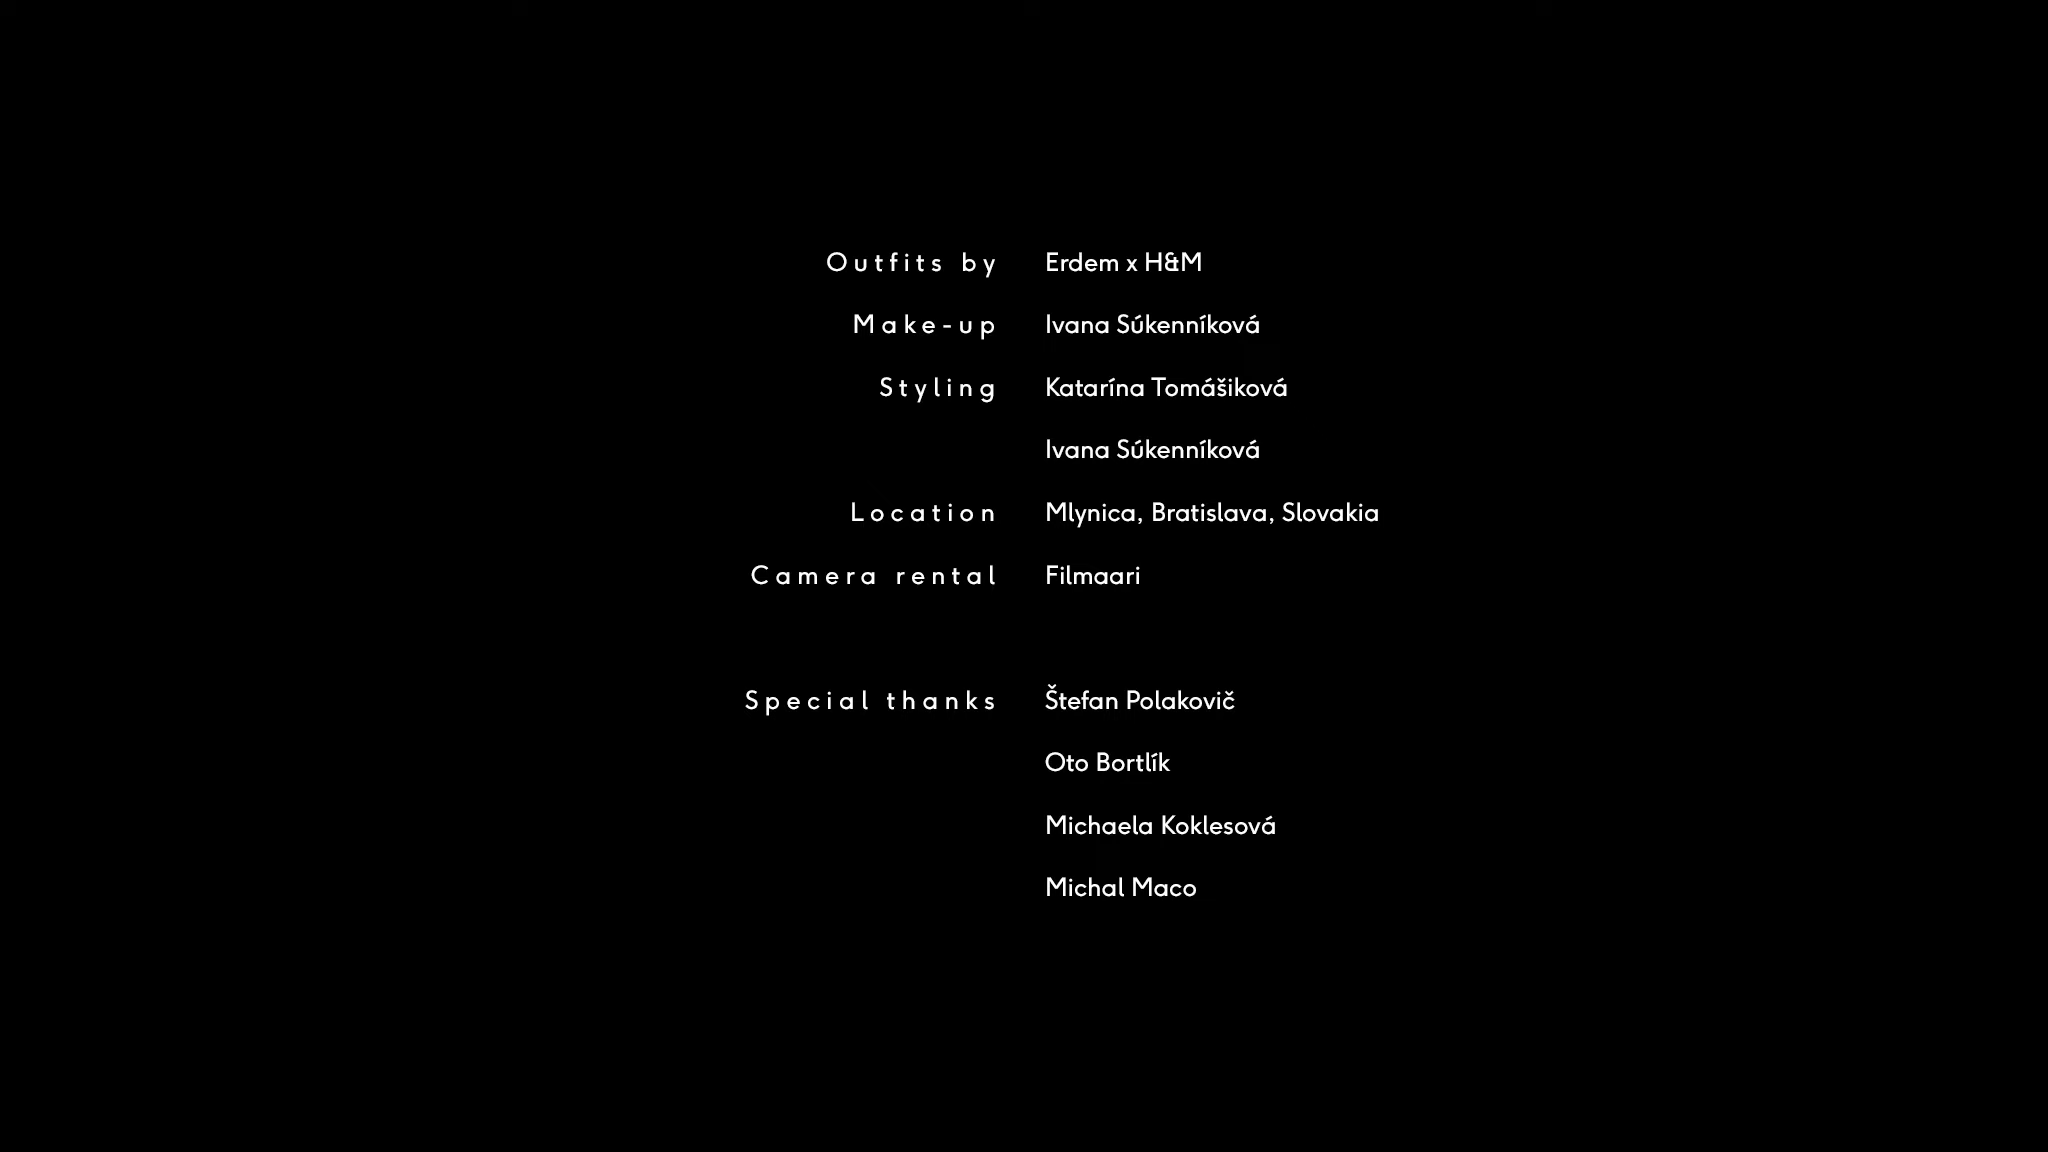 Outfits by Erdem x H&M
Make-up Ivana Súkenníková
Styling Katarína Tomášiková
Ivana Súkenníková
Location Mlynica, Bratislava, Slovakia
Camera rental Filmaari
Special thanks Štefan Polakovič
Oto Bortlík
Michaela Koklesová
Michal Maco